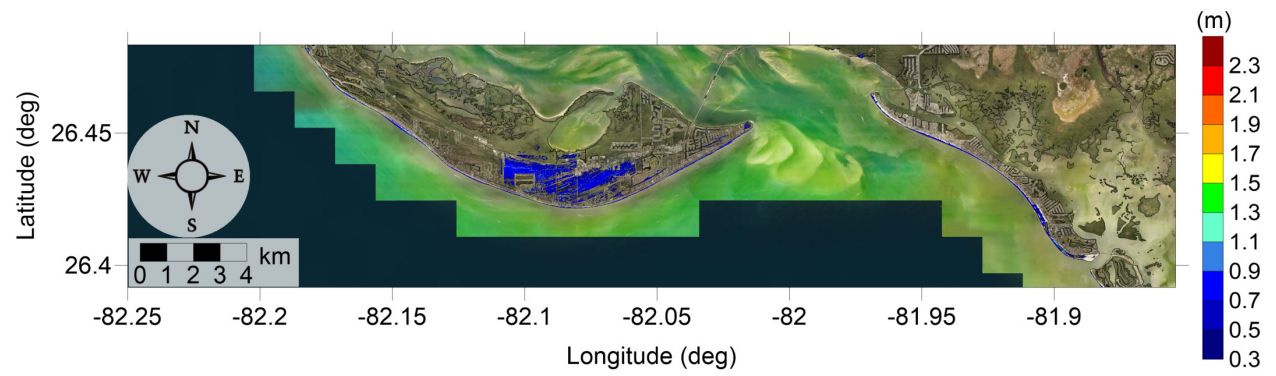 (m)
2.3
2.1
1.9
1.7
1.5
1.3
1.1
0.9
0.7
0.5
0.3
Latitude (deg)
26.45
26.4
N
W E
S
0 1 2 3 4 km
-82.25 -82.2 -82.15 -82.1 -82.05 -82 -81.95 -81.9
Longitude (deg)